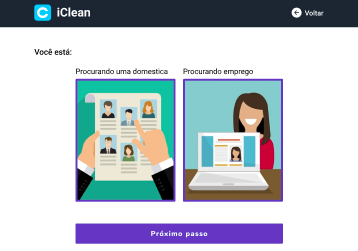 iClean
Voltar
Você está:
Procurando uma domestica
Procurando emprego
Próximo passo